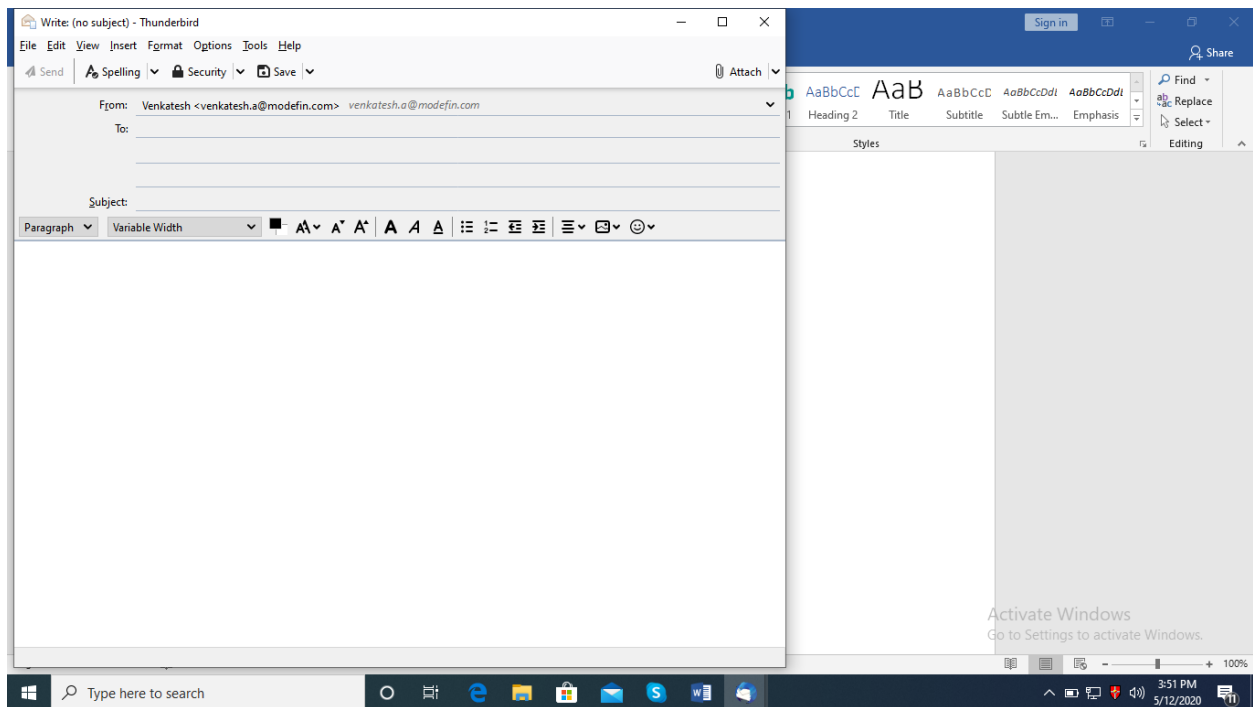 Write: (no subject) - Thunderbird
Sign in
File Edit View Insert Format Options Tools Help
Share
Send Spelling Security Save Attach
Find
From: Venkatesh <venkatesh.a@modefin.com> venkatesh.a@modefin.com
AaBbCcD AaB AaBbCcD AaBbCcDdI AaBbCcDdI
Replace
To:
1 Heading 2 Title Subtitle Subtle Em... Emphasis
Select
Styles Editing
Subject:
Paragraph Variable Width
Activate Windows
Go to Settings to activate Windows.
100%
Type here to search
3:51 PM
5/12/2020
11